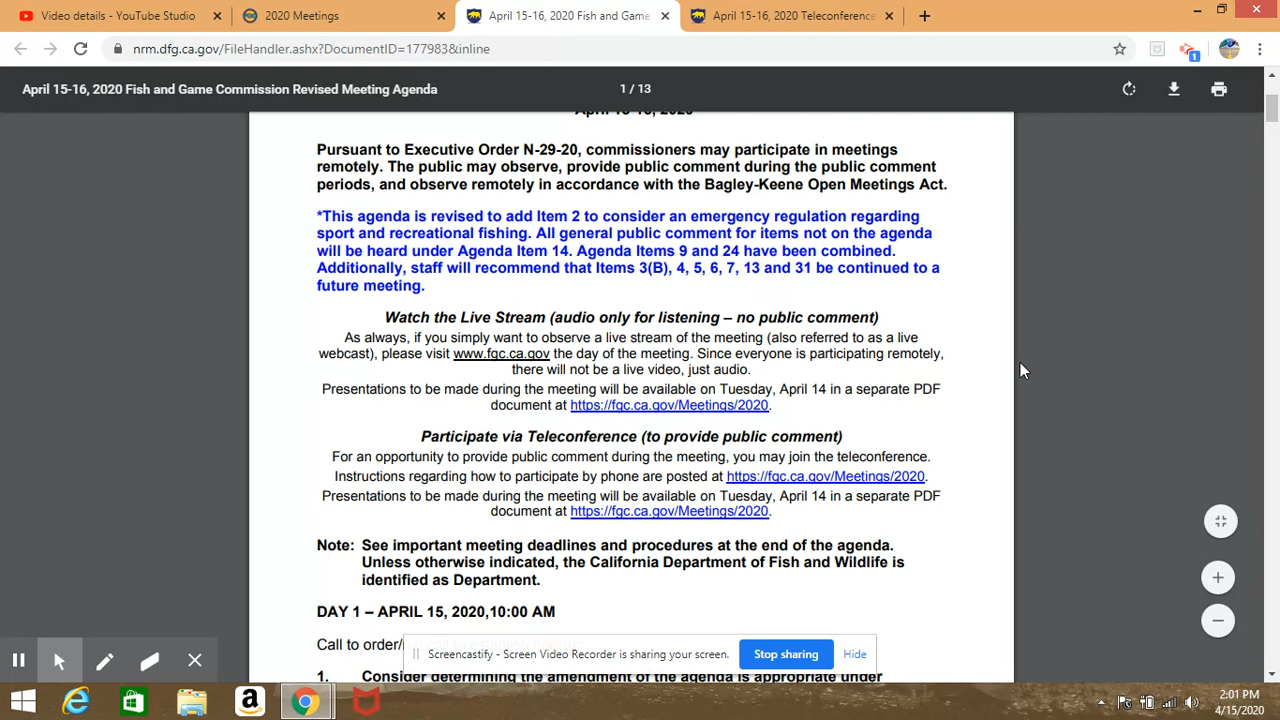 Video details - YouTube Studio
2020 Meetings
April 15-16, 2020 Fish and Game
April 15-16, 2020 Teleconference
nrm.dfg.ca.gov/FileHandler.ashx?DocumentID=177983&inline
1
April 15-16, 2020 Fish and Game Commission Revised Meeting Agenda
1 / 13
April 15-16, 2020
Pursuant to Executive Order N-29-20, commissioners may participate in meetings
remotely. The public may observe, provide public comment during the public comment
periods, and observe remotely in accordance with the Bagley-Keene Open Meetings Act.
*This agenda is revised to add Item 2 to consider an emergency regulation regarding
sport and recreational fishing. All general public comment for items not on the agenda
will be heard under Agenda Item 14. Agenda Items 9 and 24 have been combined.
Additionally, staff will recommend that Items 3(B), 4, 5, 6, 7, 13 and 31 be continued to a
future meeting.
Watch the Live Stream (audio only for listening – no public comment)
As always, if you simply want to observe a live stream of the meeting (also referred to as a live
webcast), please visit www.fgc.ca.gov the day of the meeting. Since everyone is participating remotely,
there will not be a live video, just audio.
Presentations to be made during the meeting will be available on Tuesday, April 14 in a separate PDF
document at https://fgc.ca.gov/Meetings/2020.
Participate via Teleconference (to provide public comment)
For an opportunity to provide public comment during the meeting, you may join the teleconference.
Instructions regarding how to participate by phone are posted at https://fgc.ca.gov/Meetings/2020.
Presentations to be made during the meeting will be available on Tuesday, April 14 in a separate PDF
document at https://fgc.ca.gov/Meetings/2020.
Note: See important meeting deadlines and procedures at the end of the agenda.
Unless otherwise indicated, the California Department of Fish and Wildlife is
identified as Department.
DAY 1 – APRIL 15, 2020,10:00 AM
Call to order/
Screencastify - Screen Video Recorder is sharing your screen.
Stop sharing
Hide
1. Consider determining the amendment of the agenda is appropriate under
2:01 PM
4/15/2020